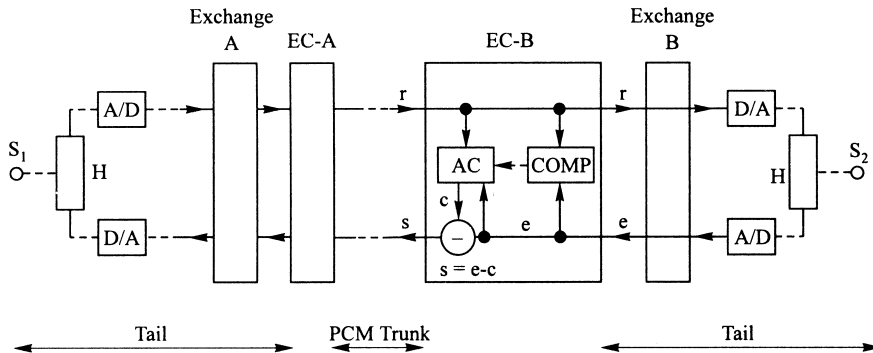 Exchange
A
EC-A
EC-B
Exchange
B
A/D
r
r
D/A
S1
H
AC
COMP
H
S2
c
D/A
s
−
e
e
A/D
s = e-c
Tail
PCM Trunk
Tail